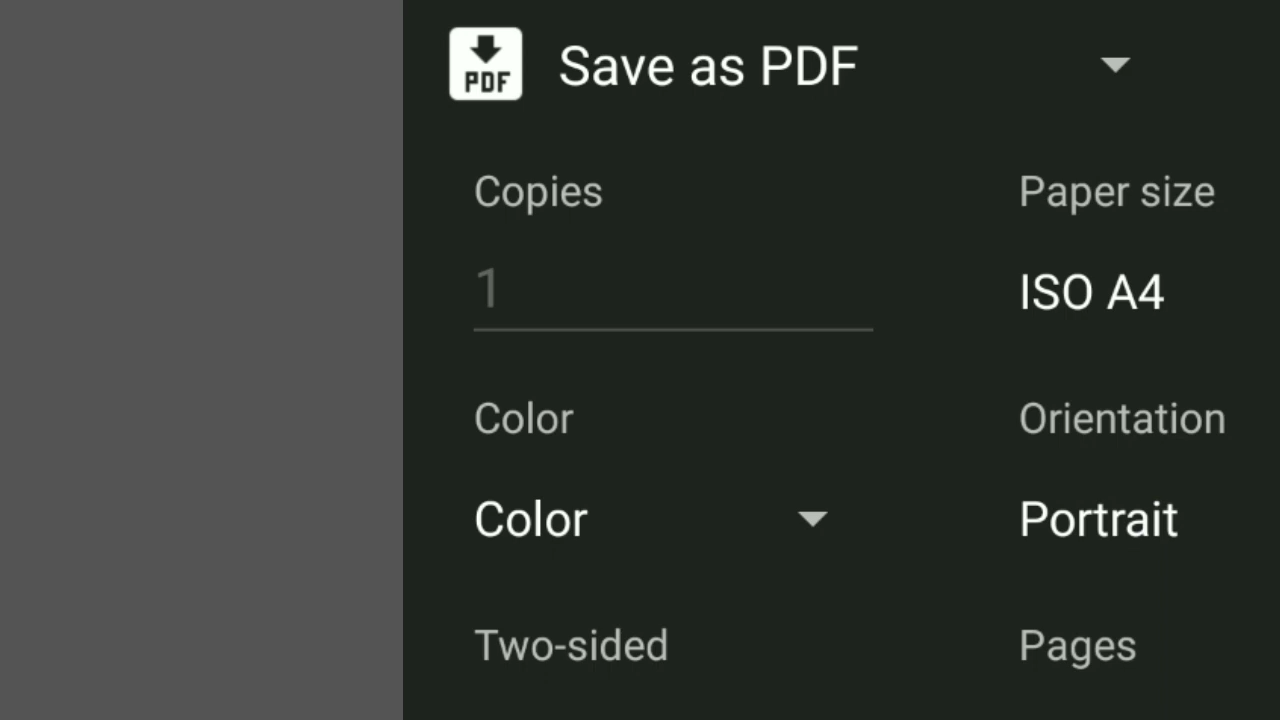 PDF
Save as PDF
Copies
Paper size
1
ISO A4
Color
Orientation
Color
Portrait
Two-sided
Pages